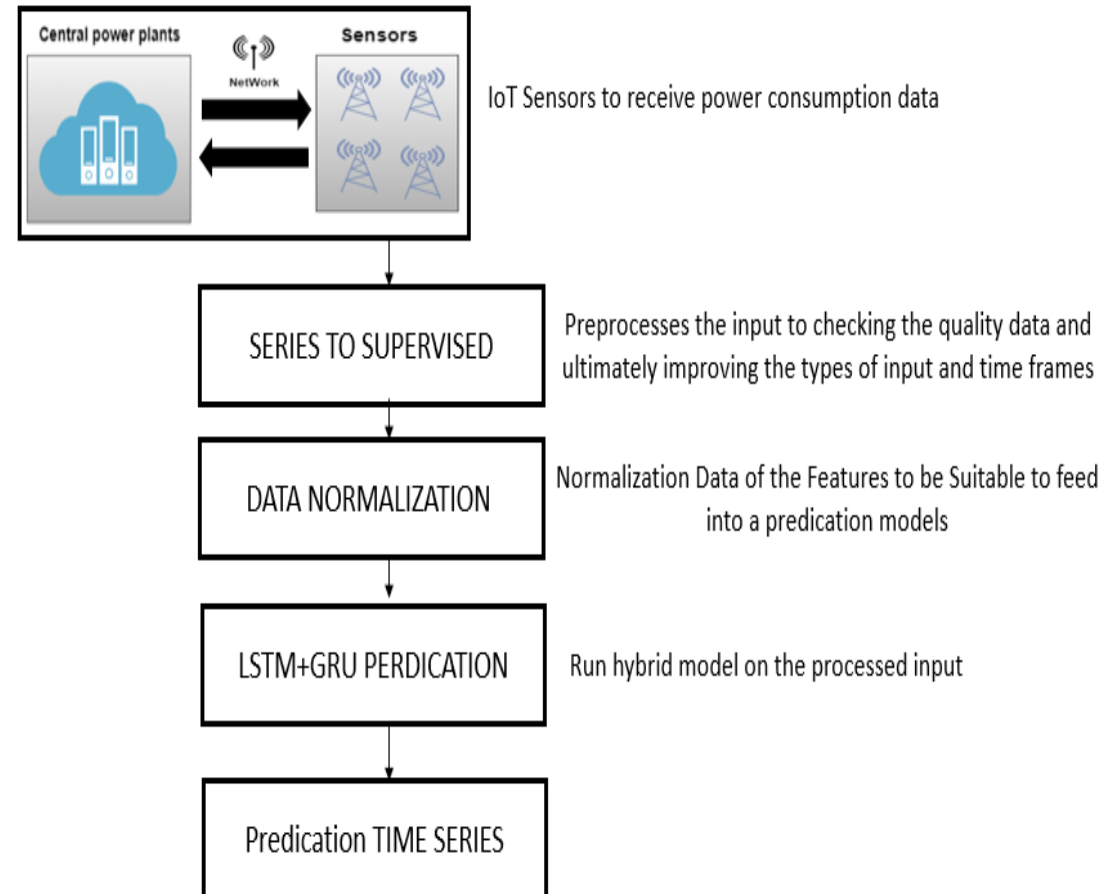 Central power plants
NetWork
Sensors
IoT Sensors to receive power consumption data
SERIES TO SUPERVISED
Preprocesses the input to checking the quality data and
ultimately improving the types of input and time frames
DATA NORMALIZATION
Normalization Data of the Features to be Suitable to feed
into a predication models
LSTM+GRU PERDICATION
Run hybrid model on the processed input
Predication TIME SERIES